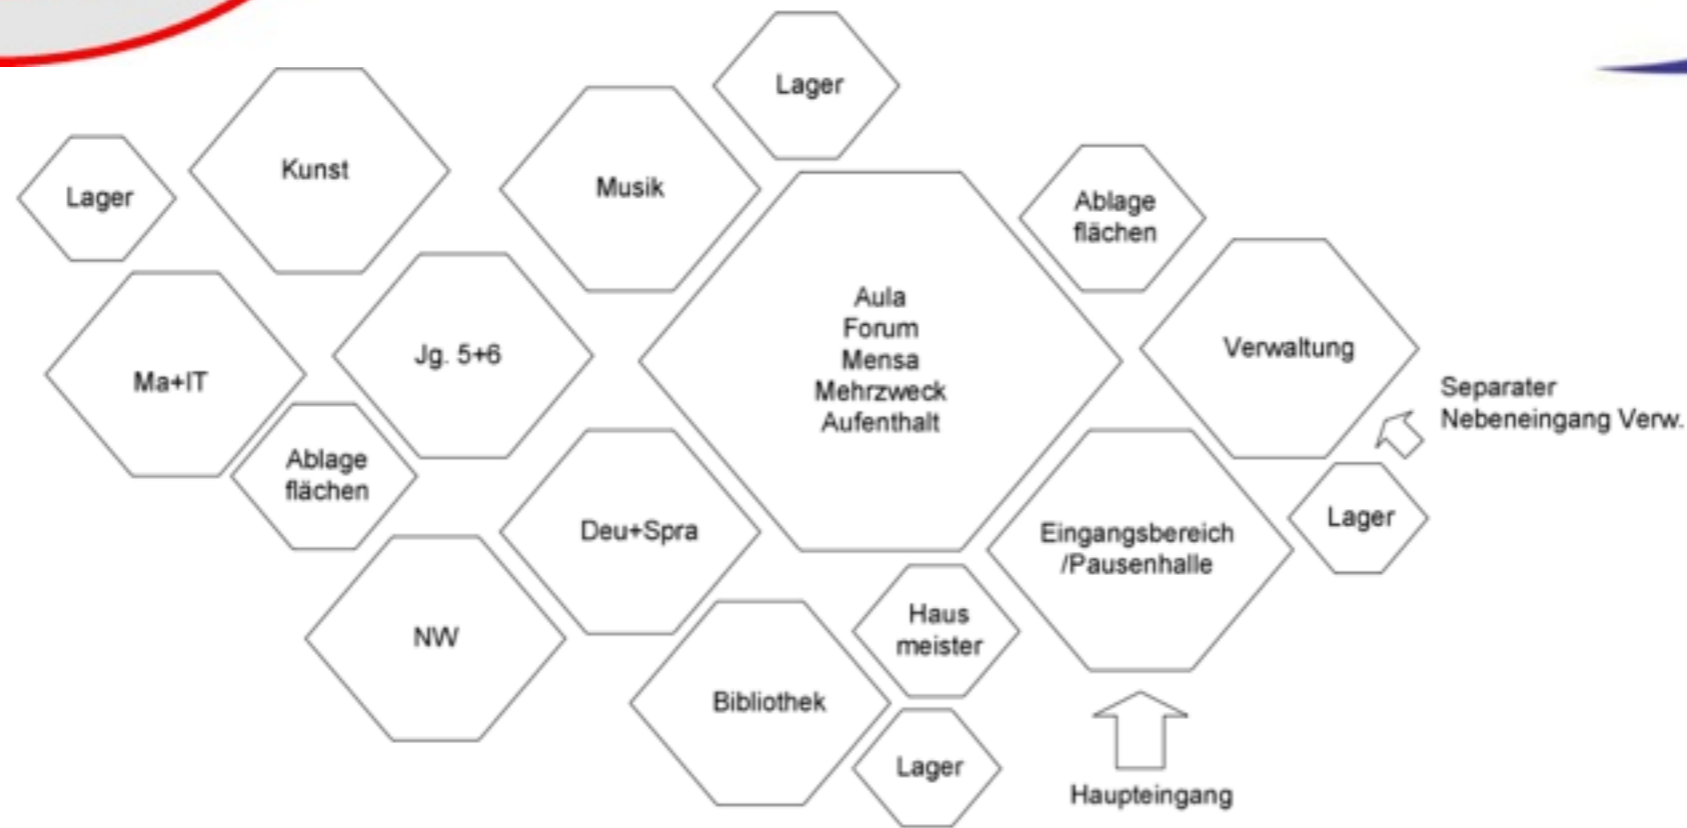 Lager
Kunst
Musik
Lager
Ablage
flächen
Aula
Forum
Mensa
Mehrzweck
Aufenthalt
Verwaltung
Ma+IT
Jg. 5+6
Separater
Nebeneingang Verw.
Ablage
flächen
Deu+Spra
Eingangsbereich
/Pausenhalle
Lager
NW
Haus
meister
Bibliothek
Lager
Haupteingang